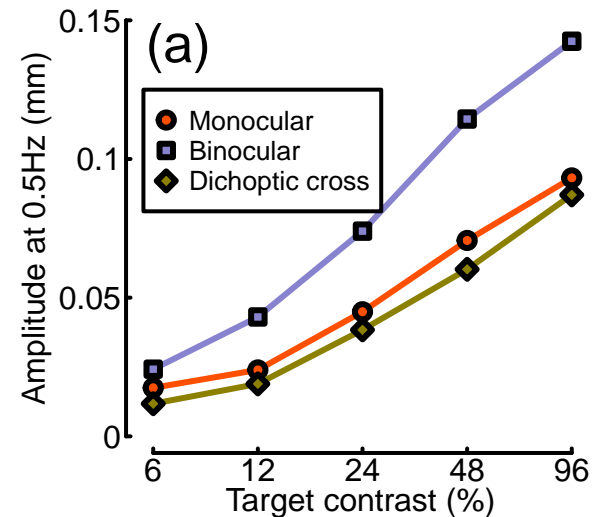 (a)
Amplitude at 0.5Hz (mm)
0.15
0.1
0.05
0
Monocular
Binocular
Dichoptic cross
6 12 24 48 96
Target contrast (%)